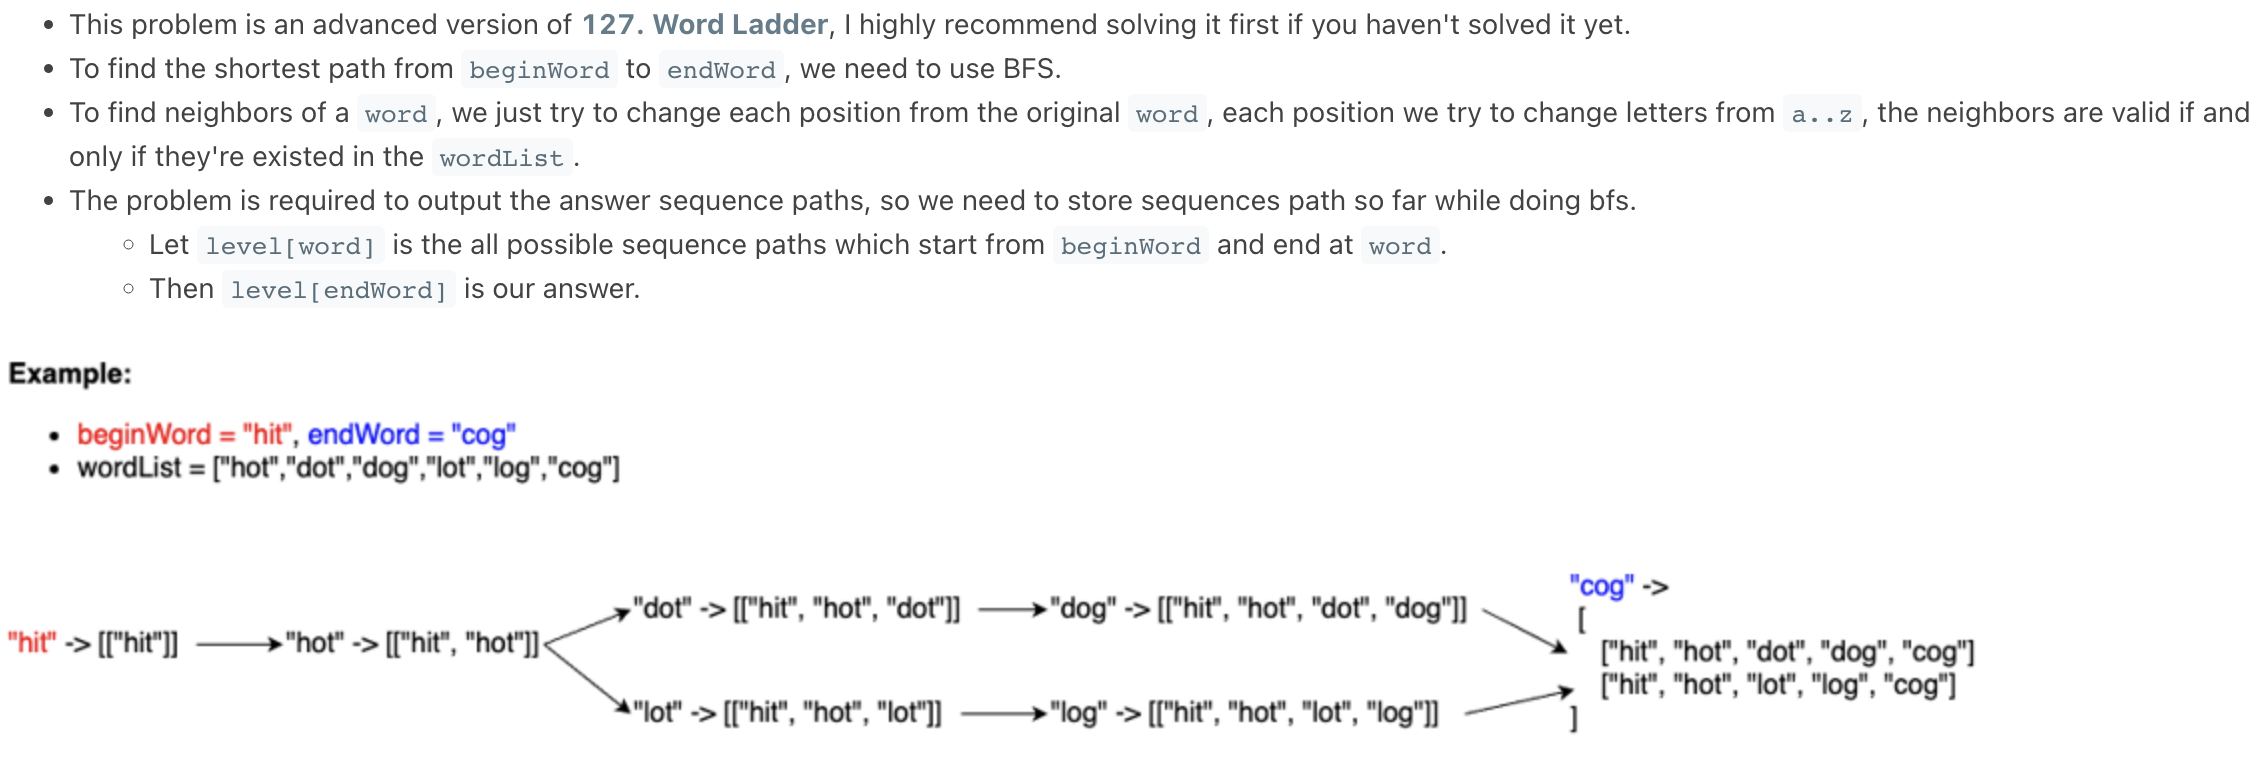 • This problem is an advanced version of 127. Word Ladder, I highly recommend solving it first if you haven't solved it yet.
• To find the shortest path from beginWord to endWord , we need to use BFS.
• To find neighbors of a word , we just try to change each position from the original word , each position we try to change letters from a..z , the neighbors are valid if and
only if they're existed in the wordList .
• The problem is required to output the answer sequence paths, so we need to store sequences path so far while doing bfs.
◦ Let level[word] is the all possible sequence paths which start from beginWord and end at word .
◦ Then level[endWord] is our answer.
Example:
• beginWord = "hit", endWord = "cog"
• wordList = ["hot","dot","dog","lot","log","cog"]
"hit" -> [["hit"]]
"hot" -> [["hit", "hot"]]
"dot" -> [["hit", "hot", "dot"]]
"dog" -> [["hit", "hot", "dot", "dog"]]
"lot" -> [["hit", "hot", "lot"]]
"log" -> [["hit", "hot", "lot", "log"]]
"cog" ->
[
["hit", "hot", "dot", "dog", "cog"]
["hit", "hot", "lot", "log", "cog"]
]